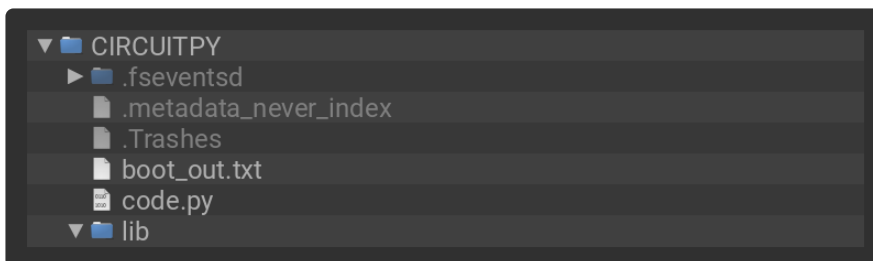 CIRCUITPY
.fseventsd
.metadata_never_index
.Trashes
boot_out.txt
code.py
lib